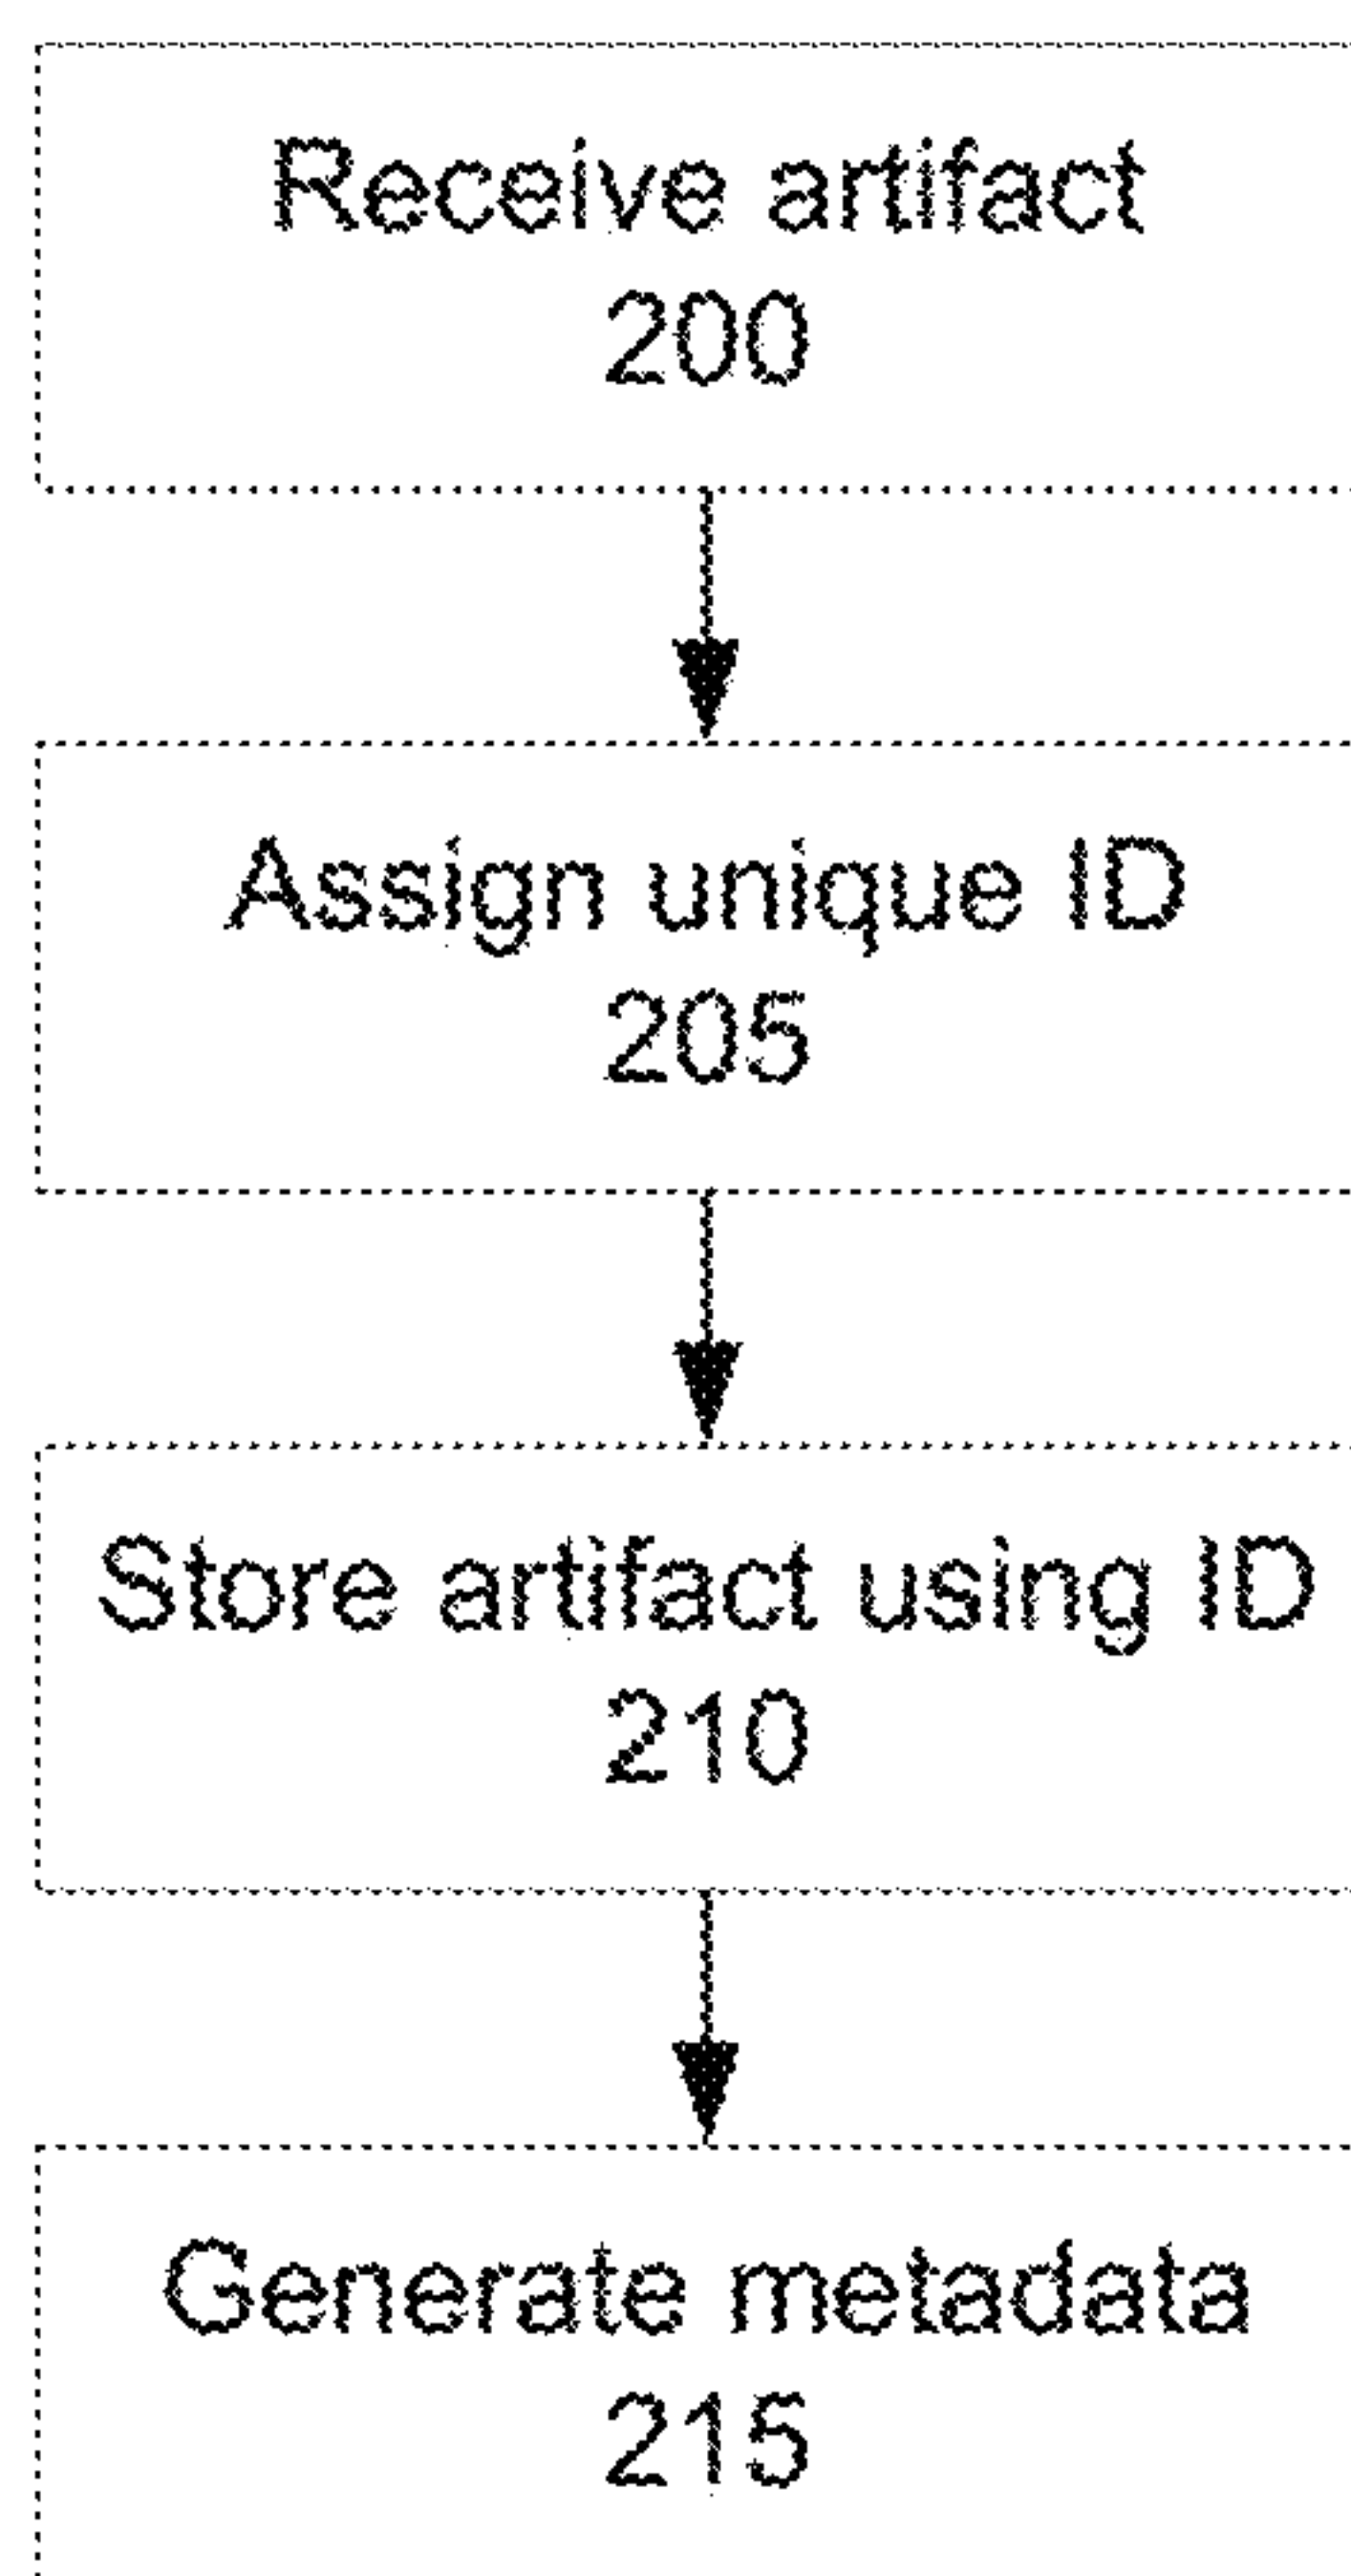 Receive artifact
200
Assign unique ID
205
Store artifact using ID
210
Generate metadata
215